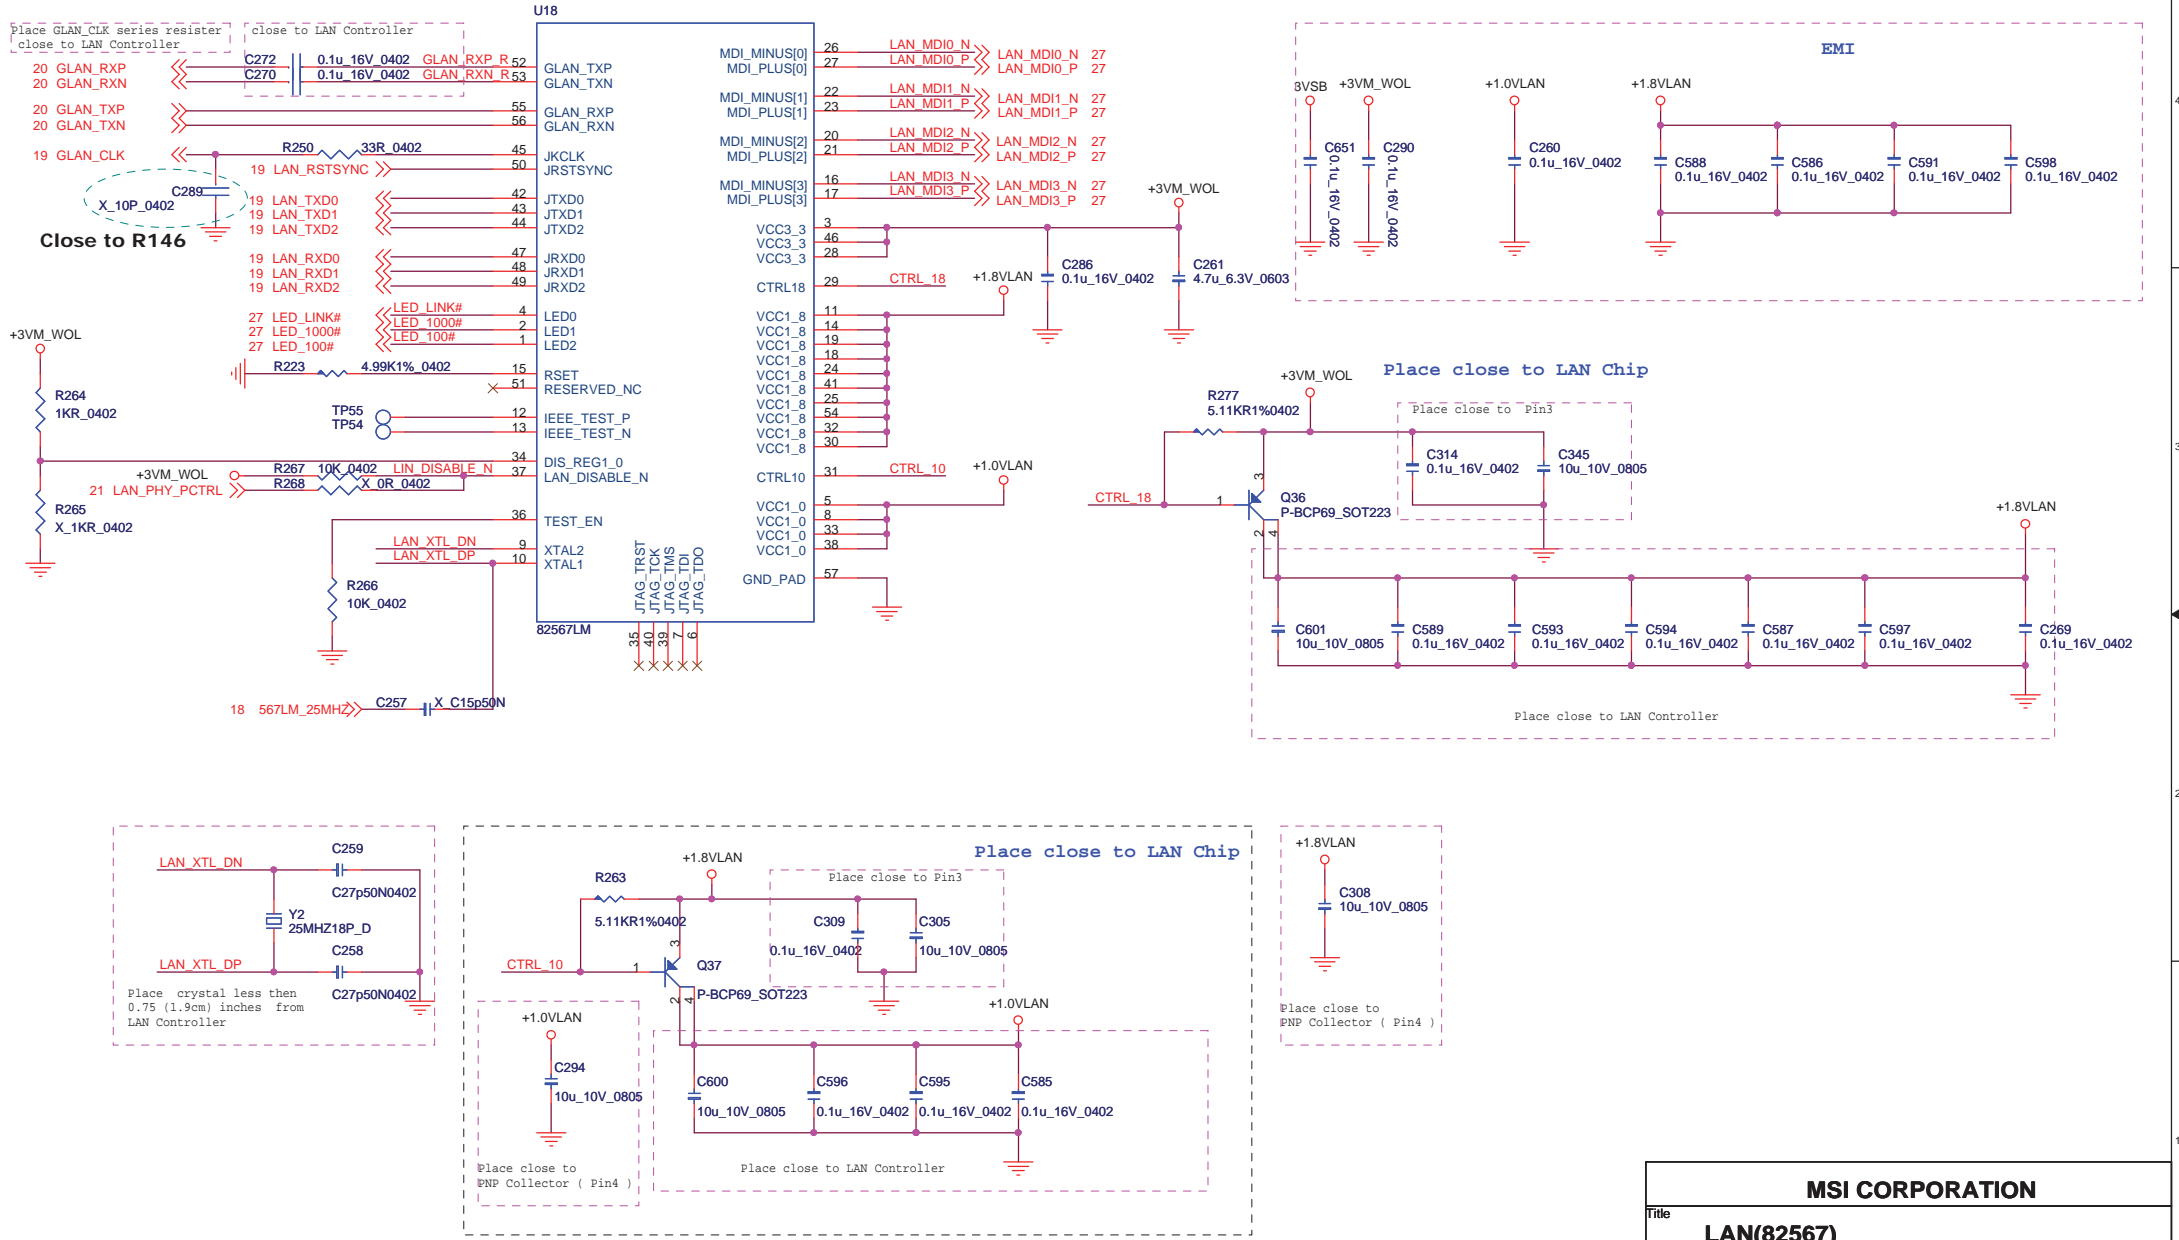 U18
Place GLAN_CLK series resister
close to LAN Controller
close to LAN Controller
20 GLAN_RXP
20 GLAN_RXN
C272 0.1u_16V_0402 GLAN_RXP_R 52
C270 0.1u_16V_0402 GLAN_RXN_R 53
GLAN_TXP
GLAN_TXN
20 GLAN_TXP
20 GLAN_TXN
55 GLAN_RXP
56 GLAN_RXN
19 GLAN_CLK
R250 33R_0402 45 JKCLK
19 LAN_RSTSYNC 50 JRSTSYNC
C289
X_10P_0402
Close to R146
19 LAN_TXD0 42 JTXD0
19 LAN_TXD1 43 JTXD1
19 LAN_TXD2 44 JTXD2
19 LAN_RXD0 47 JRXD0
19 LAN_RXD1 48 JRXD1
19 LAN_RXD2 49 JRXD2
27 LED_LINK# LED_LINK# 4 LED0
27 LED_1000# LED_1000# 2 LED1
27 LED_100# LED_100# 1 LED2
R223 4.99K1%_0402 15 RSET
51 RESERVED_NC
TP55 12 IEEE_TEST_P
TP54 13 IEEE_TEST_N
+3VM_WOL
R264
1KR_0402
34 DIS_REG1_0
+3VM_WOL R267 10K_0402 LIN_DISABLE_N 37 LAN_DISABLE_N
21 LAN_PHY_PCTRL R268 X_0R_0402
R265
X_1KR_0402
36 TEST_EN
LAN_XTL_DN 9 XTAL2
LAN_XTL_DP 10 XTAL1
R266
10K_0402
82567LM
JTAG_TRST
JTAG_TCK
JTAG_TMS
JTAG_TDI
JTAG_TDO
35
40
39
7
6
18 567LM_25MHZ C257 X_C15p50N
MDI_MINUS[0] 26 LAN_MDI0_N LAN_MDI0_N 27
MDI_PLUS[0] 27 LAN_MDI0_P LAN_MDI0_P 27
MDI_MINUS[1] 22 LAN_MDI1_N LAN_MDI1_N 27
MDI_PLUS[1] 23 LAN_MDI1_P LAN_MDI1_P 27
MDI_MINUS[2] 20 LAN_MDI2_N LAN_MDI2_N 27
MDI_PLUS[2] 21 LAN_MDI2_P LAN_MDI2_P 27
MDI_MINUS[3] 16 LAN_MDI3_N LAN_MDI3_N 27
MDI_PLUS[3] 17 LAN_MDI3_P LAN_MDI3_P 27
+3VM_WOL
VCC3_3 3
VCC3_3 46
VCC3_3 28
C286
0.1u_16V_0402
C261
4.7u_6.3V_0603
CTRL18 29 CTRL_18
+1.8VLAN
VCC1_8 11
VCC1_8 14
VCC1_8 19
VCC1_8 18
VCC1_8 24
VCC1_8 41
VCC1_8 25
VCC1_8 54
VCC1_8 32
VCC1_8 30
CTRL10 31 CTRL_10
+1.0VLAN
VCC1_0 5
VCC1_0 8
VCC1_0 33
VCC1_0 38
GND_PAD 57
EMI
3VSB
+3VM_WOL
+1.0VLAN
+1.8VLAN
C651
0.1u_16V_0402
C290
0.1u_16V_0402
C260
0.1u_16V_0402
C588
0.1u_16V_0402
C586
0.1u_16V_0402
C591
0.1u_16V_0402
C598
0.1u_16V_0402
4
3
2
1
Place close to LAN Chip
+3VM_WOL
R277
5.11KR1%0402
Place close to Pin3
C314
0.1u_16V_0402
C345
10u_10V_0805
CTRL_18
1
3
2
4
Q36
P-BCP69_SOT223
+1.8VLAN
C601
10u_10V_0805
C589
0.1u_16V_0402
C593
0.1u_16V_0402
C594
0.1u_16V_0402
C587
0.1u_16V_0402
C597
0.1u_16V_0402
C269
0.1u_16V_0402
Place close to LAN Controller
LAN_XTL_DN
C259
C27p50N0402
Y2
25MHZ18P_D
LAN_XTL_DP
C258
C27p50N0402
Place crystal less then
0.75 (1.9cm) inches from
LAN Controller
Place close to LAN Chip
+1.8VLAN
R263
5.11KR1%0402
Place close to Pin3
C309
0.1u_16V_0402
C305
10u_10V_0805
CTRL_10
1
3
2
4
Q37
P-BCP69_SOT223
+1.0VLAN
C294
10u_10V_0805
Place close to
PNP Collector ( Pin4 )
+1.0VLAN
C600
10u_10V_0805
C596
0.1u_16V_0402
C595
0.1u_16V_0402
C585
0.1u_16V_0402
Place close to LAN Controller
+1.8VLAN
C308
10u_10V_0805
Place close to
PNP Collector ( Pin4 )
MSI CORPORATION
Title
LAN(82567)